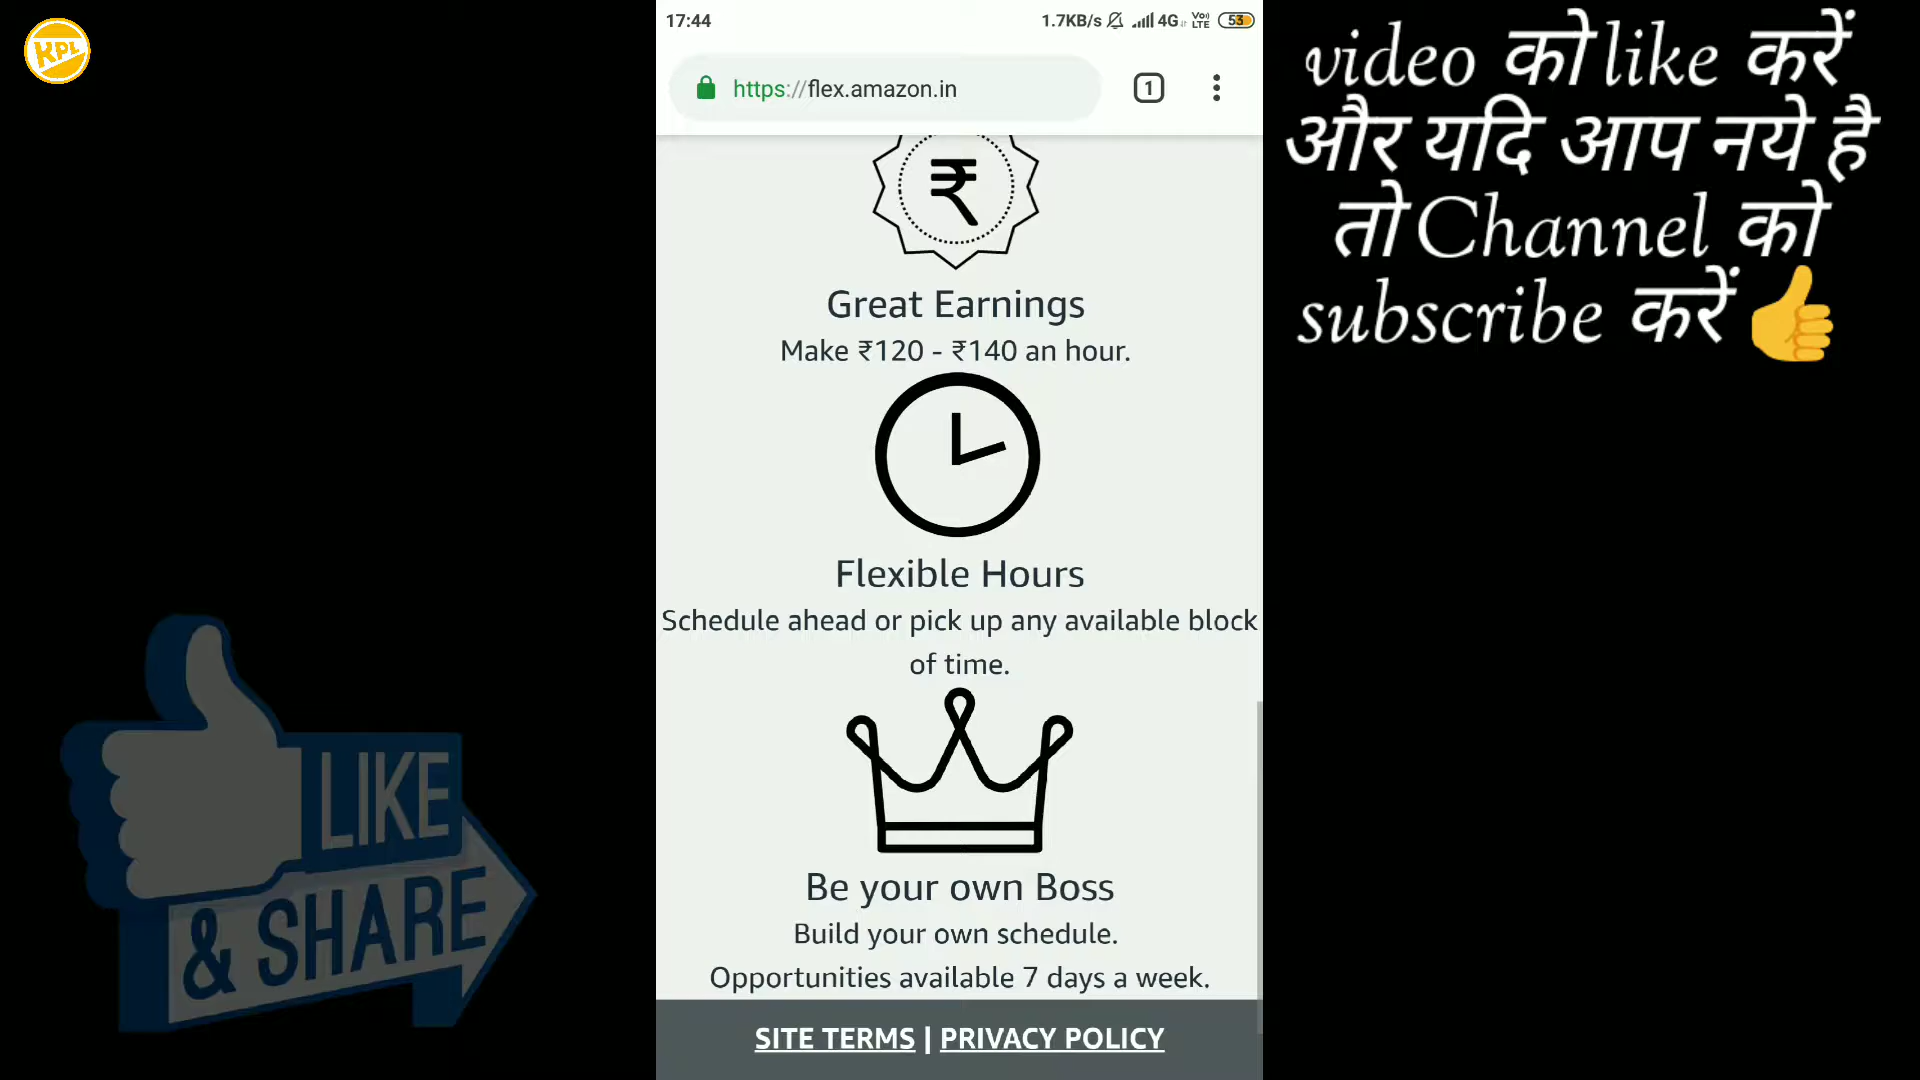 KPL
17:44
1.7KB/s 4G VoLTE 53
https://flex.amazon.in
1
₹
Great Earnings
Make ₹120 - ₹140 an hour.
Flexible Hours
Schedule ahead or pick up any available block
of time.
Be your own Boss
Build your own schedule.
Opportunities available 7 days a week.
SITE TERMS | PRIVACY POLICY
video को like करें
और यदि आप नये है
तो Channel को
subscribe करें 👍
LIKE
& SHARE